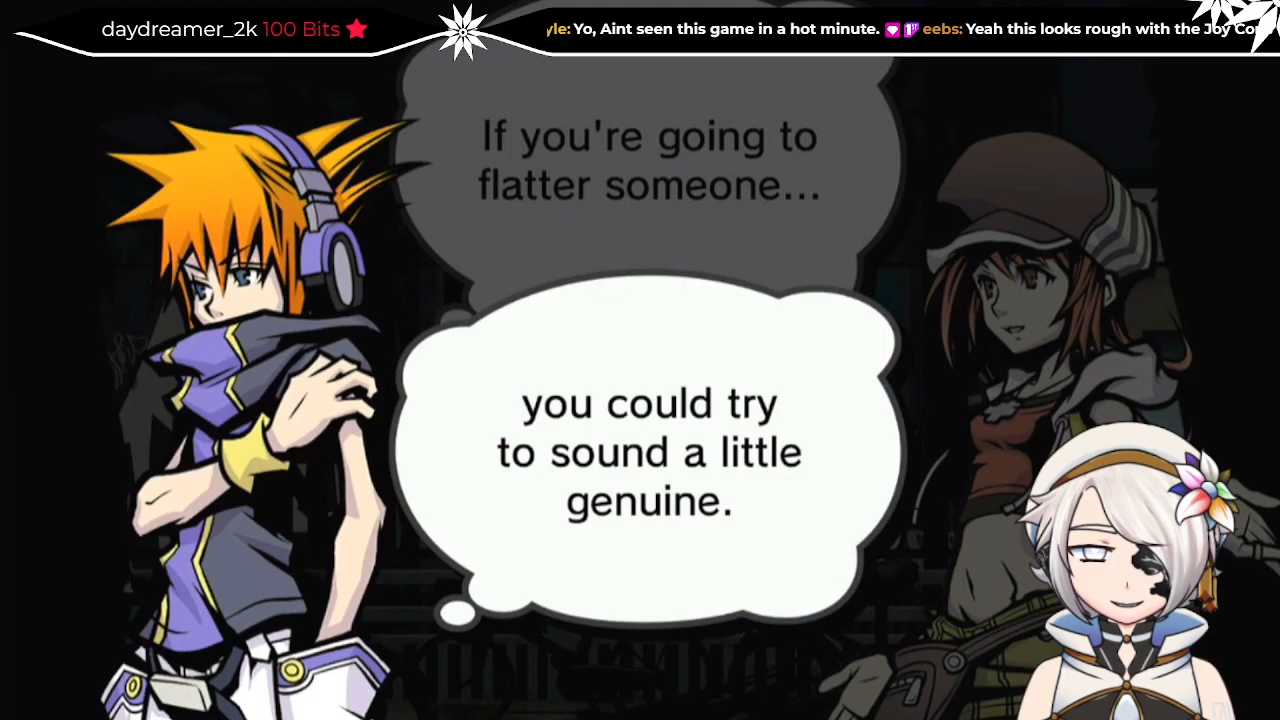 daydreamer_2k 100 Bits
yle: Yo, Aint seen this game in a hot minute. 1ST eebs: Yeah this looks rough with the Joy Co
If you're going to
flatter someone...
you could try
to sound a little
genuine.